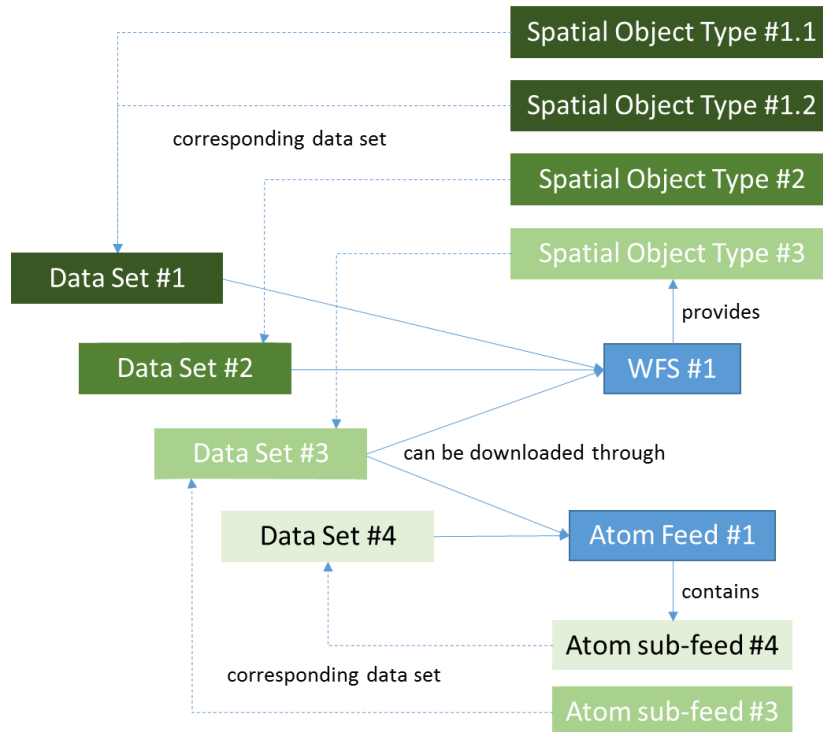 Spatial Object Type #1.1
Spatial Object Type #1.2
corresponding data set
Spatial Object Type #2
Spatial Object Type #3
Data Set #1
provides
Data Set #2
WFS #1
Data Set #3
can be downloaded through
Data Set #4
Atom Feed #1
contains
Atom sub-feed #4
corresponding data set
Atom sub-feed #3